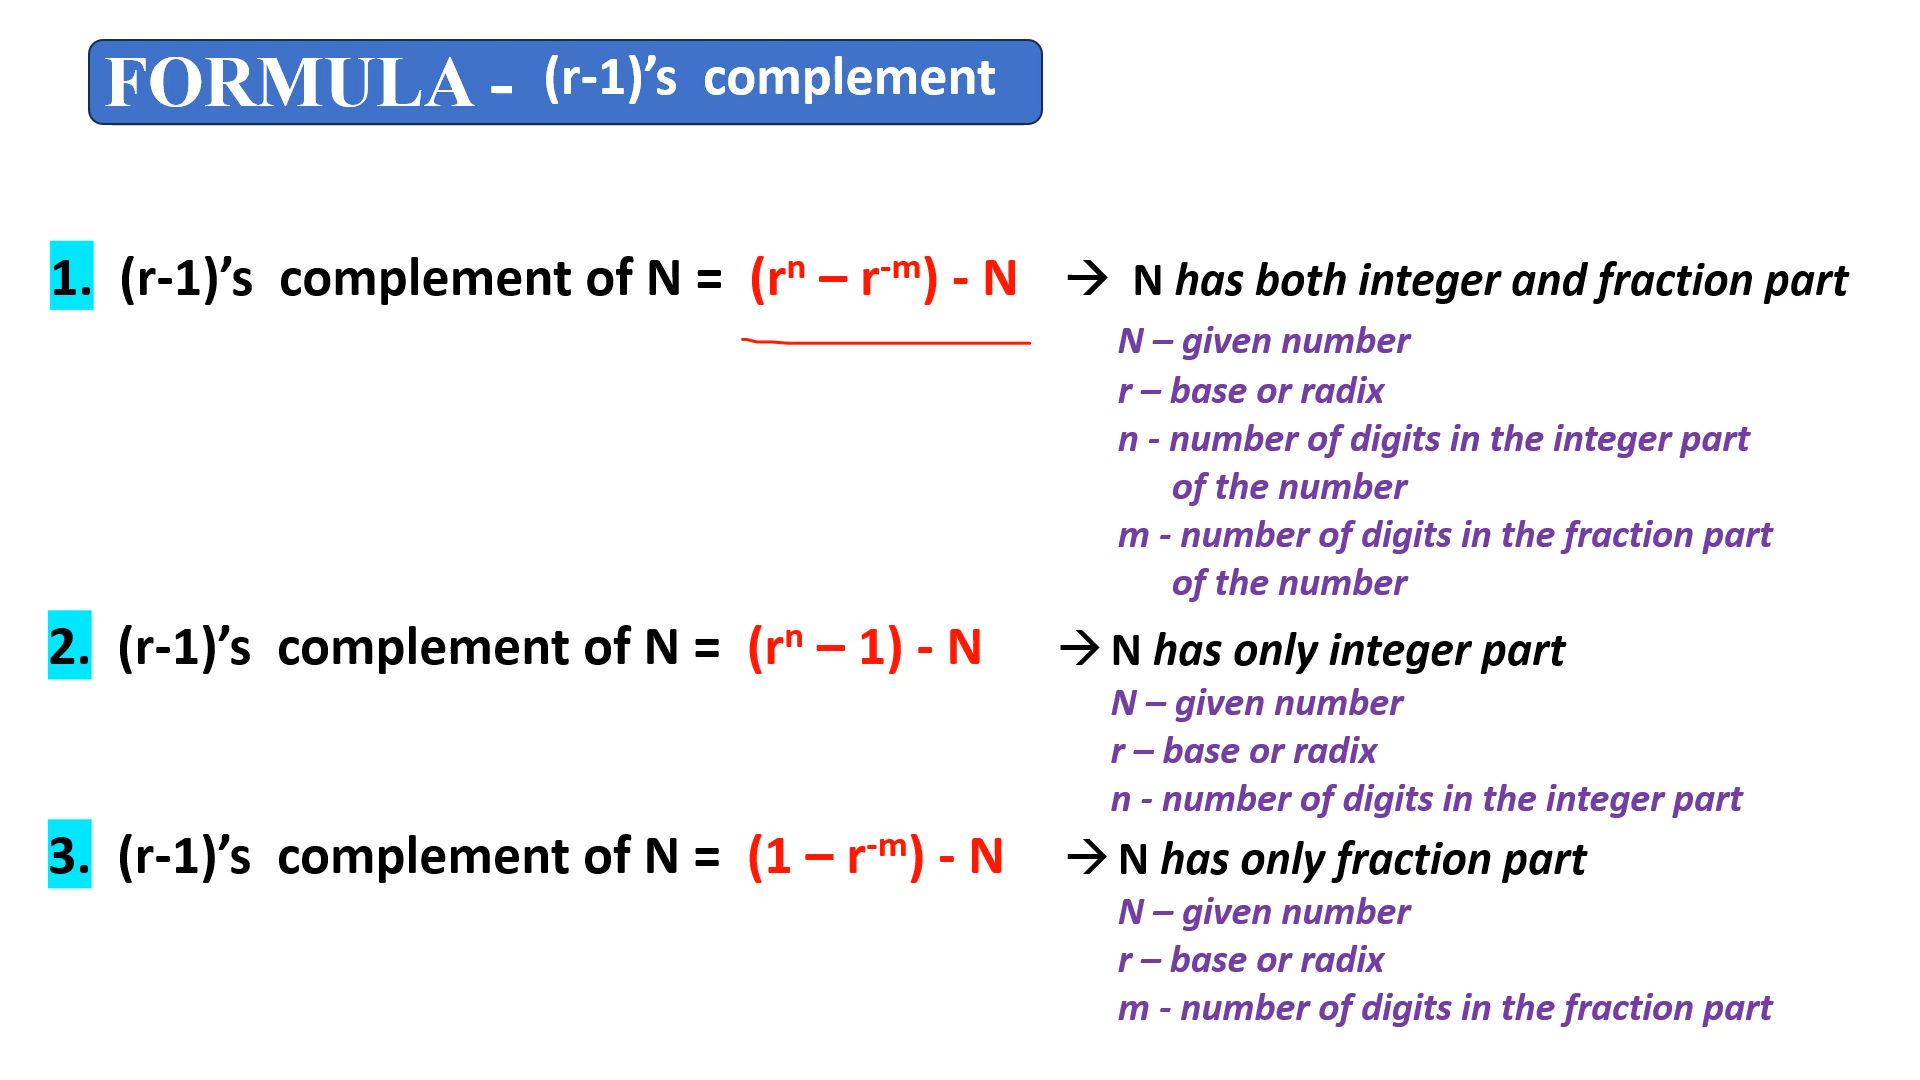 FORMULA - (r-1)’s complement
1. (r-1)’s complement of N = (rⁿ – r⁻ᵐ) - N → N has both integer and fraction part
N – given number
r – base or radix
n - number of digits in the integer part
of the number
m - number of digits in the fraction part
of the number
2. (r-1)’s complement of N = (rⁿ – 1) - N → N has only integer part
N – given number
r – base or radix
n - number of digits in the integer part
3. (r-1)’s complement of N = (1 – r⁻ᵐ) - N → N has only fraction part
N – given number
r – base or radix
m - number of digits in the fraction part